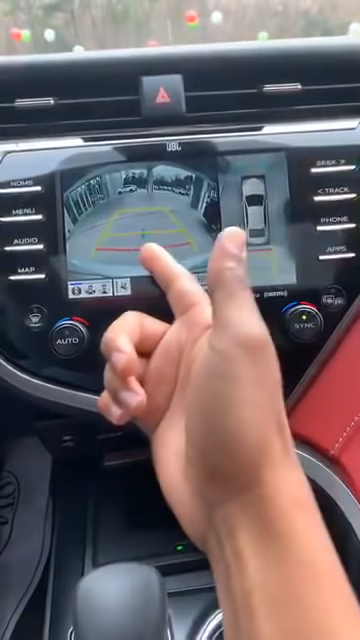 JBL
HOME
MENU
AUDIO
MAP
SEEK >
< TRACK
PHONE
APPS
AUTO
SYNC